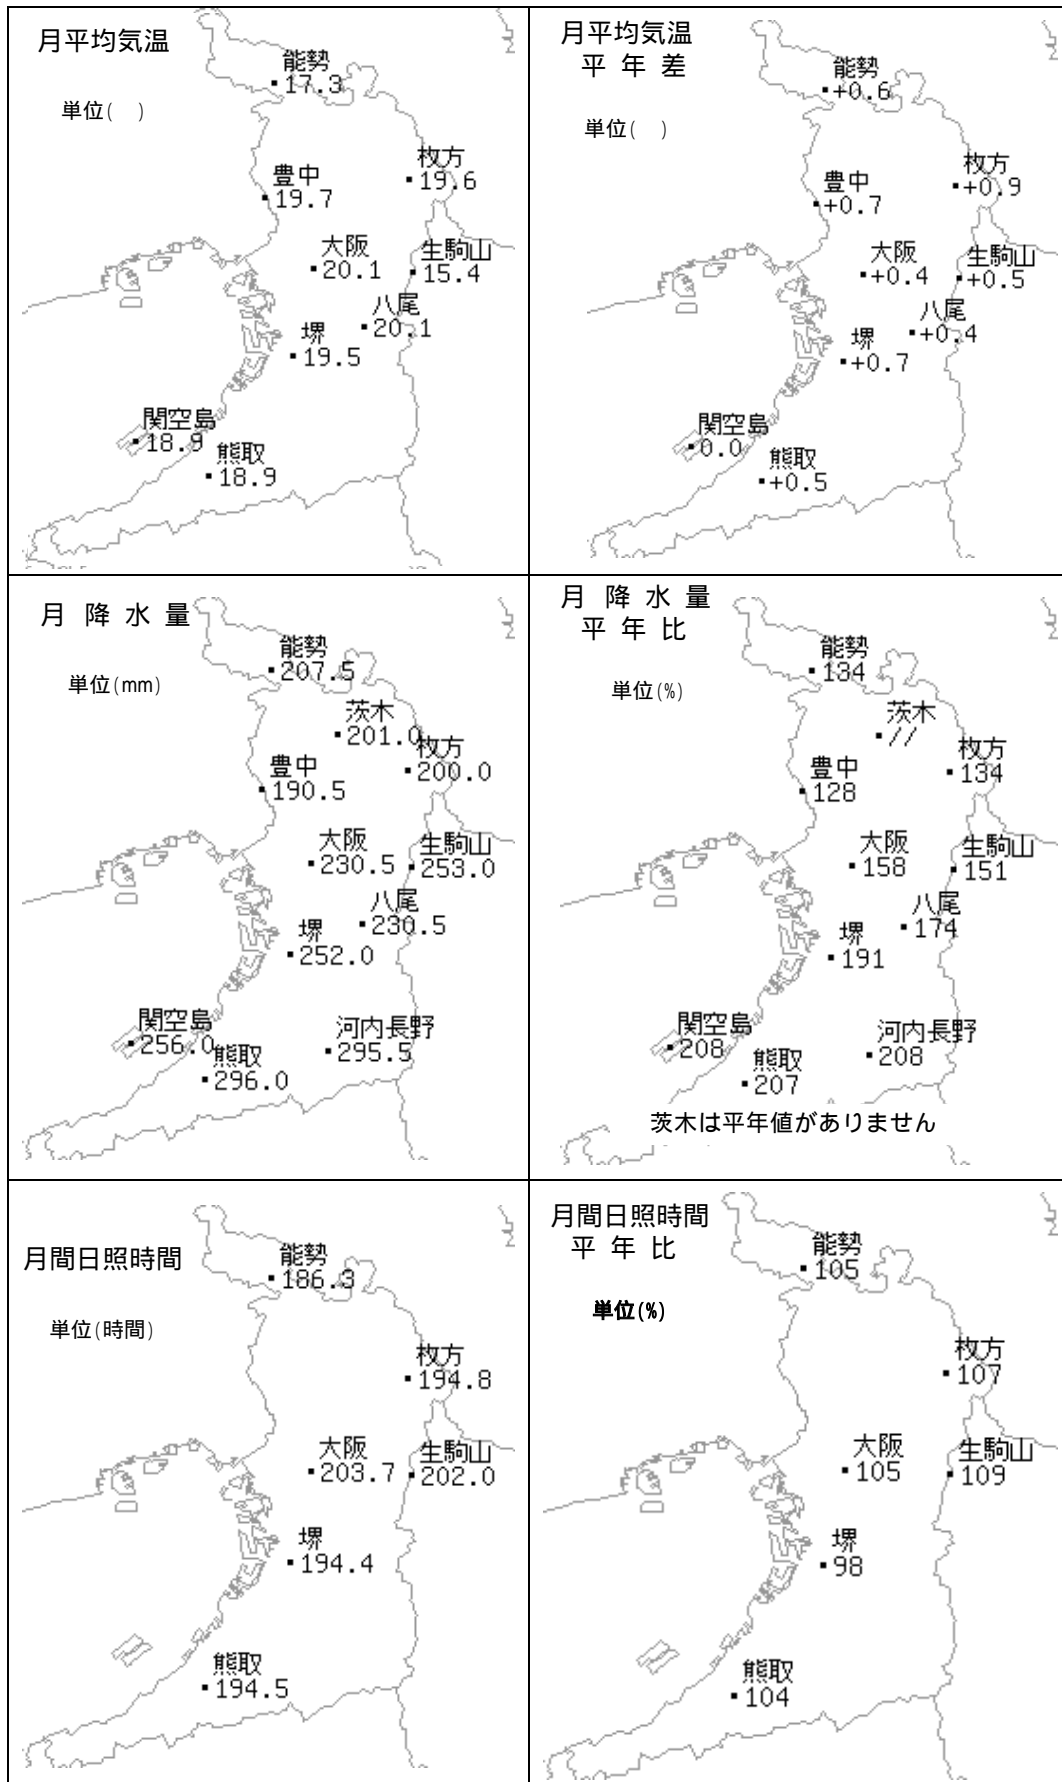 月平均気温
単位( )
能勢
17.3
枚方
19.6
豊中
19.7
大阪
20.1
生駒山
15.4
八尾
20.1
堺
19.5
関空島
18.9
熊取
18.9
月平均気温
平 年 差
単位( )
能勢
+0.6
枚方
+0.9
豊中
+0.7
大阪
+0.4
生駒山
+0.5
八尾
+0.4
堺
+0.7
関空島
0.0
熊取
+0.5
月 降 水 量
単位(mm)
能勢
207.5
茨木
201.0
枚方
200.0
豊中
190.5
大阪
230.5
生駒山
253.0
八尾
230.5
堺
252.0
関空島
256.0
河内長野
295.5
熊取
296.0
月 降 水 量
平 年 比
単位(%)
能勢
134
茨木
//
枚方
134
豊中
128
大阪
158
生駒山
151
八尾
174
堺
191
関空島
208
河内長野
208
熊取
207
茨木は平年値がありません
月間日照時間
単位(時間)
能勢
186.3
枚方
194.8
大阪
203.7
生駒山
202.0
堺
194.4
熊取
194.5
月間日照時間
平 年 比
単位(%)
能勢
105
枚方
107
大阪
105
生駒山
109
堺
98
熊取
104